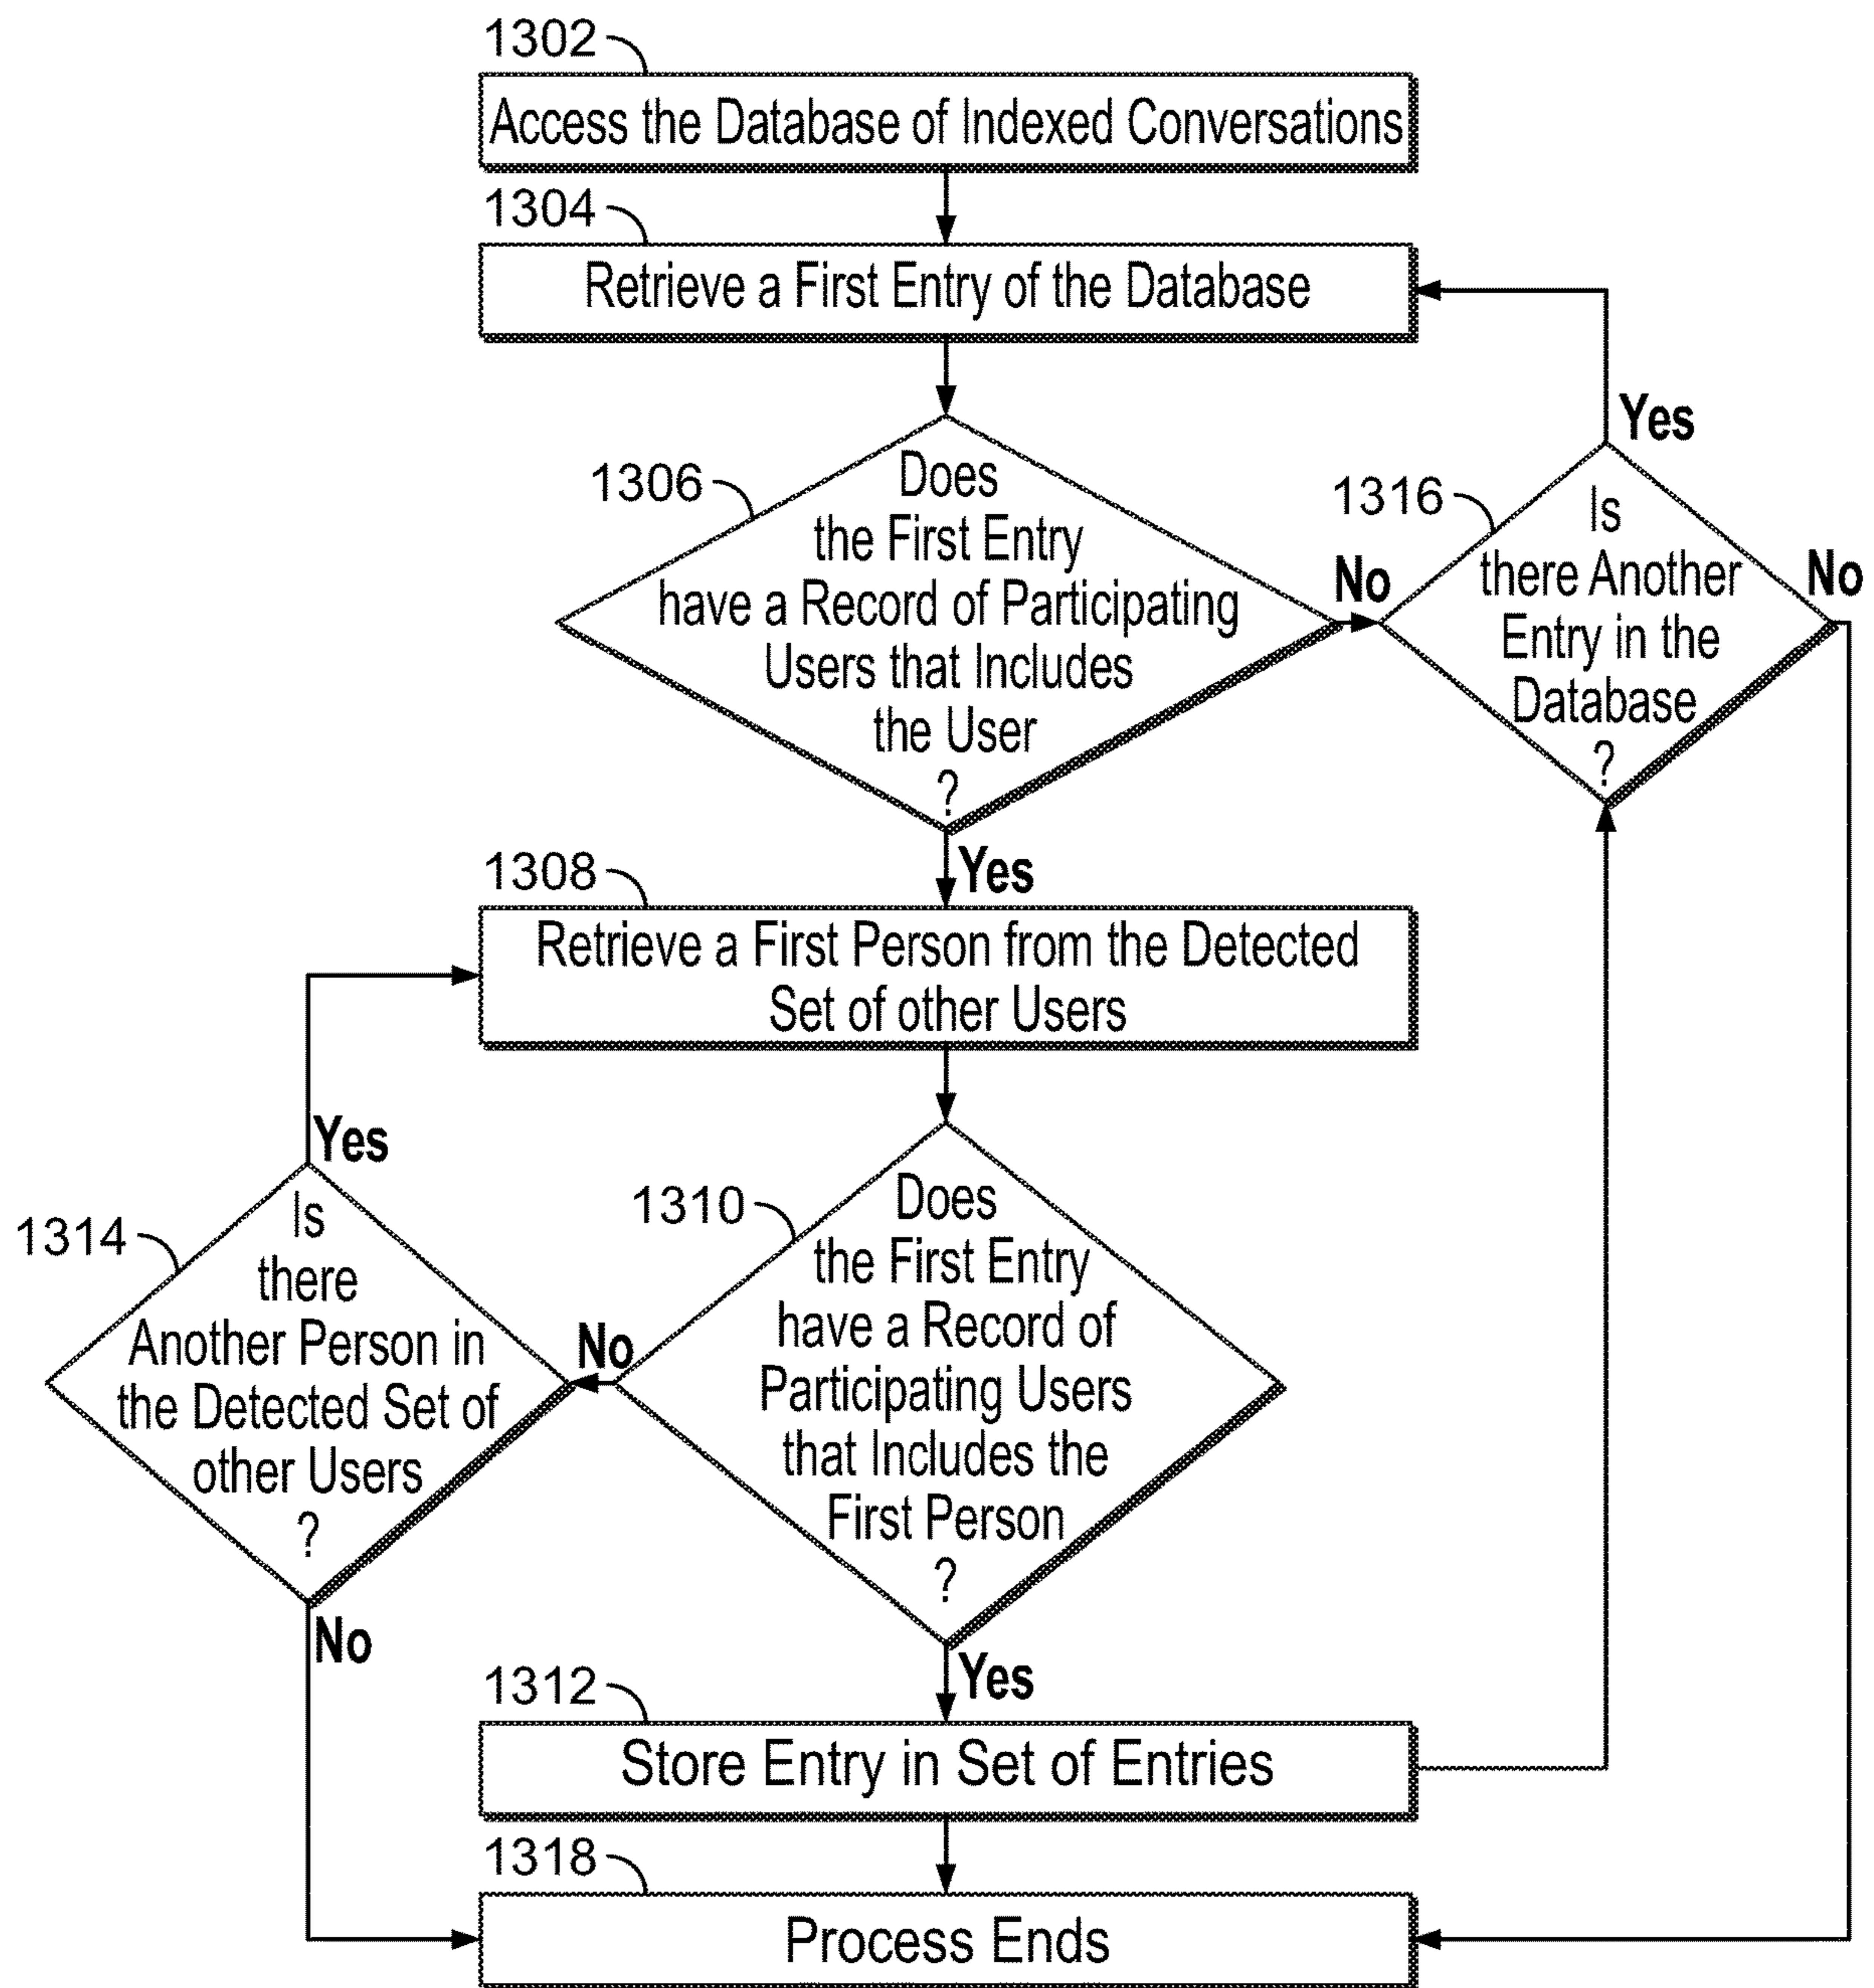 1302
Access the Database of Indexed Conversations
1304
Retrieve a First Entry of the Database
1306
Does
the First Entry
have a Record of Participating
Users that Includes
the User
?
No
Yes
1316
Is
there Another
Entry in the
Database
?
Yes
No
1308
Retrieve a First Person from the Detected
Set of other Users
1310
Does
the First Entry
have a Record of
Participating Users
that Includes the
First Person
?
No
Yes
1314
Is
there
Another Person in
the Detected Set of
other Users
?
Yes
No
1312
Store Entry in Set of Entries
1318
Process Ends